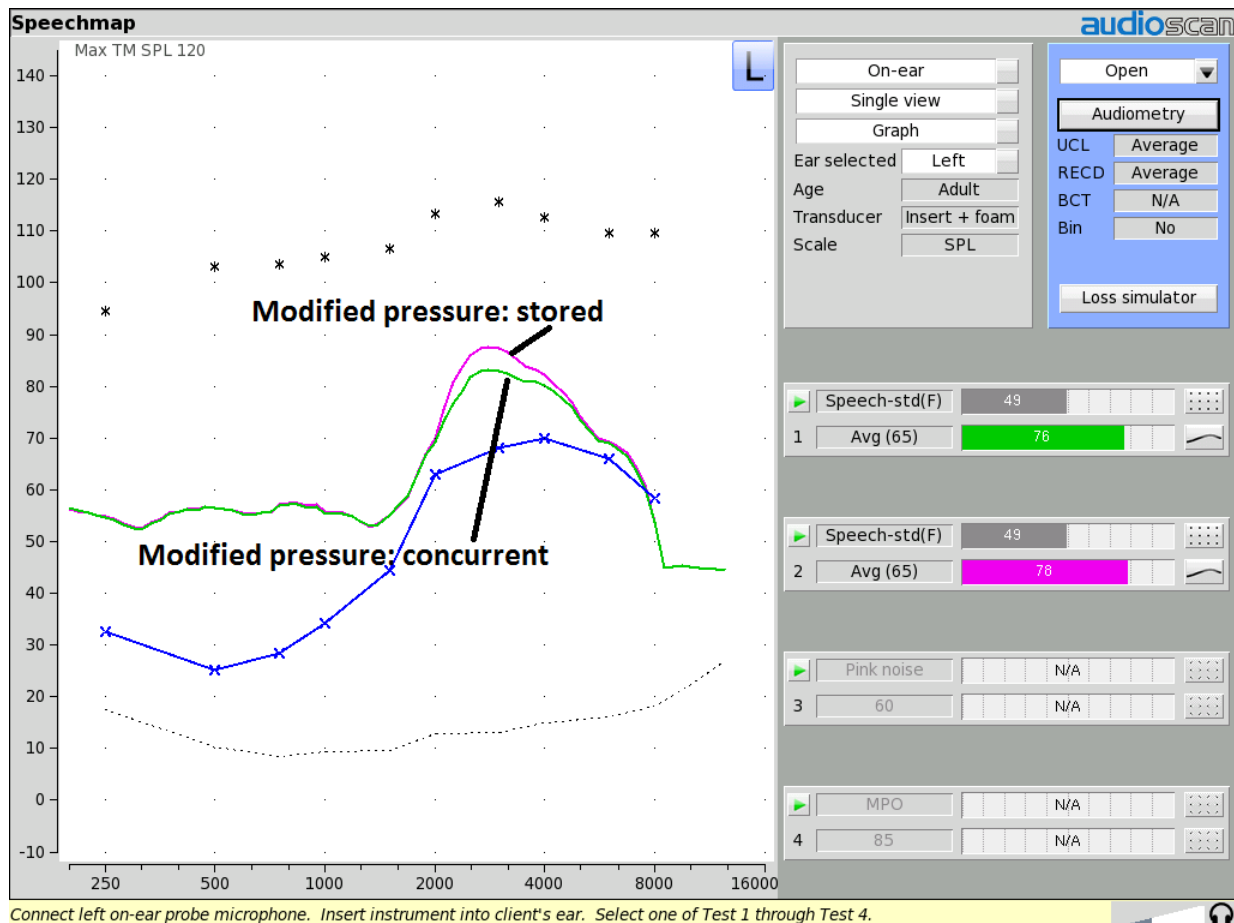 Speechmap
audioscan
Max TM SPL 120
L
140
130
120
110
100
90
80
70
60
50
40
30
20
10
0
-10
250 500 1000 2000 4000 8000 16000
Modified pressure: stored
Modified pressure: concurrent
On-ear
Single view
Graph
Ear selected Left
Age Adult
Transducer Insert + foam
Scale SPL
Open
Audiometry
UCL Average
RECD Average
BCT N/A
Bin No
Loss simulator
Speech-std(F) 49
1 Avg (65) 76
Speech-std(F) 49
2 Avg (65) 78
Pink noise N/A
3 60 N/A
MPO N/A
4 85 N/A
Connect left on-ear probe microphone. Insert instrument into client's ear. Select one of Test 1 through Test 4.